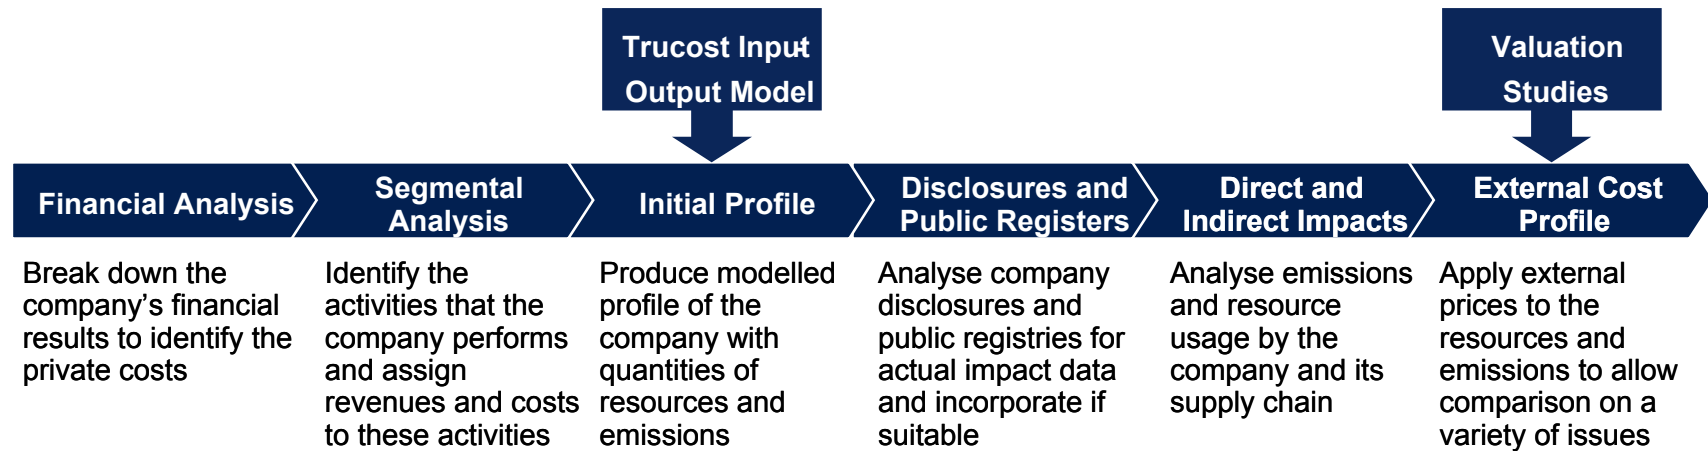 Trucost Input-
Output Model
Valuation
Studies
Financial Analysis
Segmental
Analysis
Initial Profile
Disclosures and
Public Registers
Direct and
Indirect Impacts
External Cost
Profile
Break down the
company’s financial
results to identify the
private costs
Identify the
activities that the
company performs
and assign
revenues and costs
to these activities
Produce modelled
profile of the
company with
quantities of
resources and
emissions
Analyse company
disclosures and
public registries for
actual impact data
and incorporate if
suitable
Analyse emissions
and resource
usage by the
company and its
supply chain
Apply external
prices to the
resources and
emissions to allow
comparison on a
variety of issues